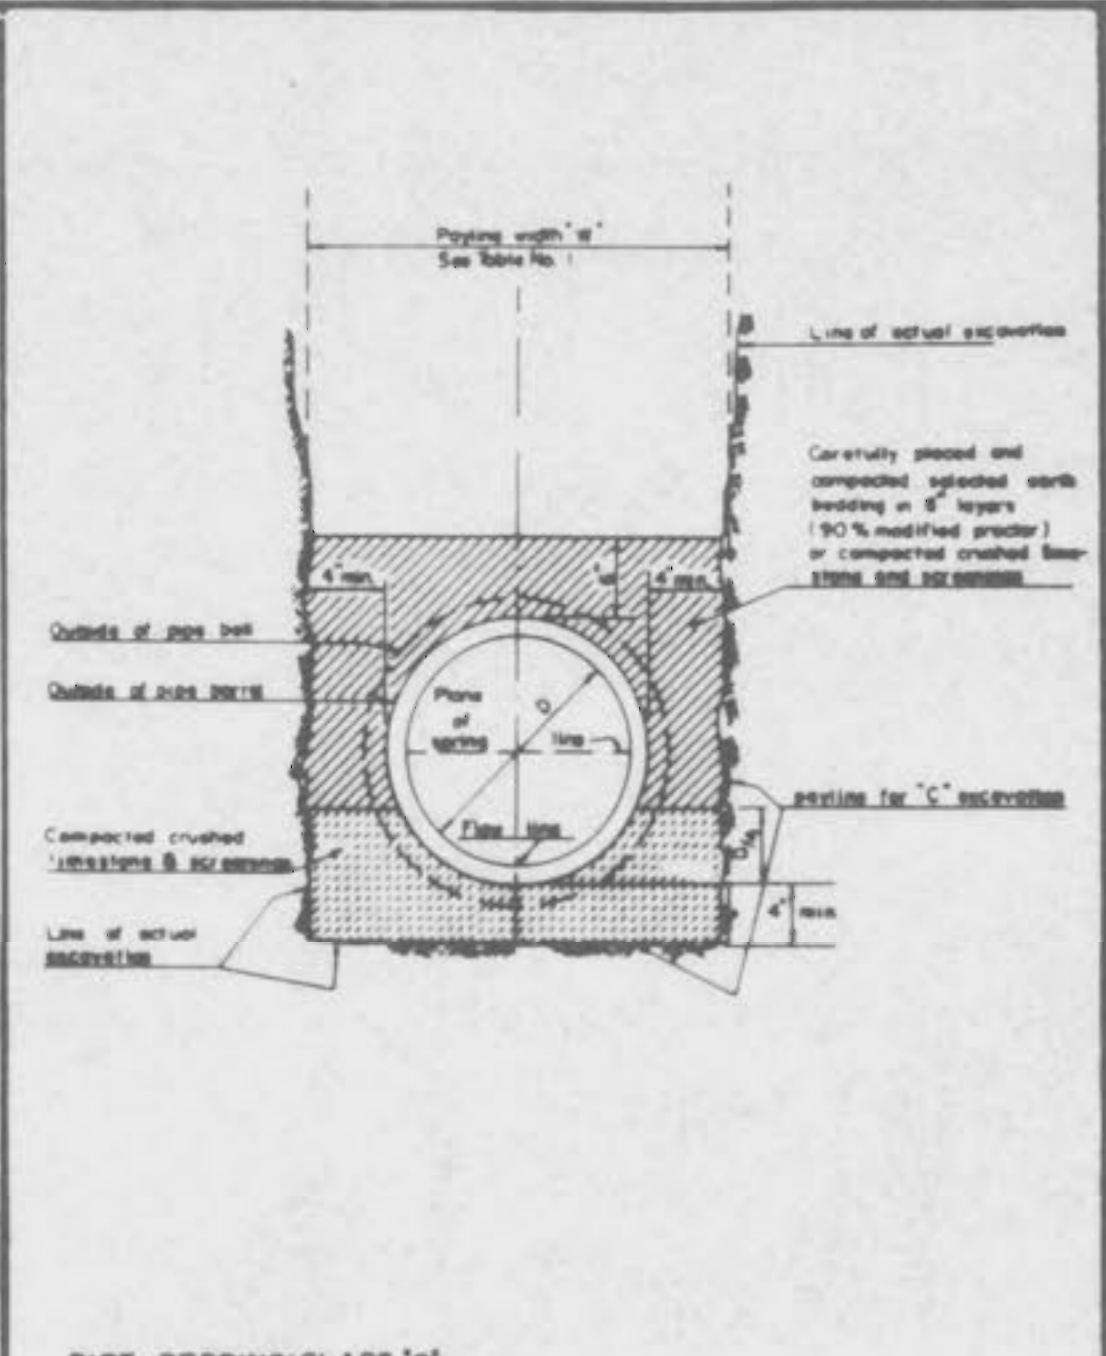 Payline width "W"
See Table No. 1
Line of actual excavation
Carefully placed and
compacted selected earth
bedding in 6" layers
(90% modified proctor)
or compacted crushed lime-
stone and screenings
4" min.
4" min.
Outside of pipe bell
Outside of pipe barrel
Plane
of
spring line
D
payline for "C" excavation
Flow line
Compacted crushed
limestone & screenings
D/4
4" min.
Line of actual
excavation